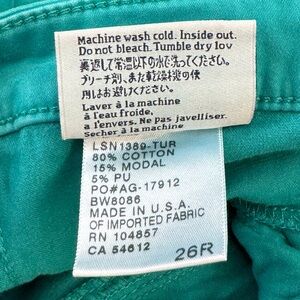 Machine wash cold. Inside out.
Do not bleach. Tumble dry lov
裏返して常温以下の水で洗ってください。
ブリーチ剤、また乾燥機の使
用はお避けください。
Laver à la machine
à l'eau froide,
a l'envers. Ne pas javelliser.
Sècher à la machine
LSN1389-TUR
80% COTTON
15% MODAL
5% PU
PO#AG-17912
BW8086
MADE IN U.S.A.
OF IMPORTED FABRIC
RN 104857
CA 54612
26R